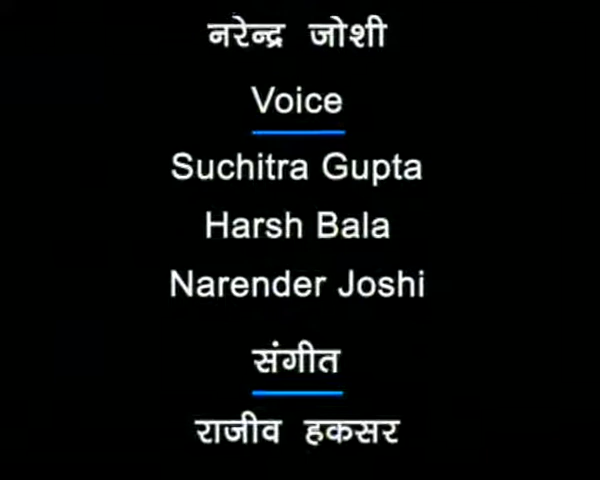 नरेन्द्र जोशी
Voice
Suchitra Gupta
Harsh Bala
Narender Joshi
संगीत
राजीव हकसर